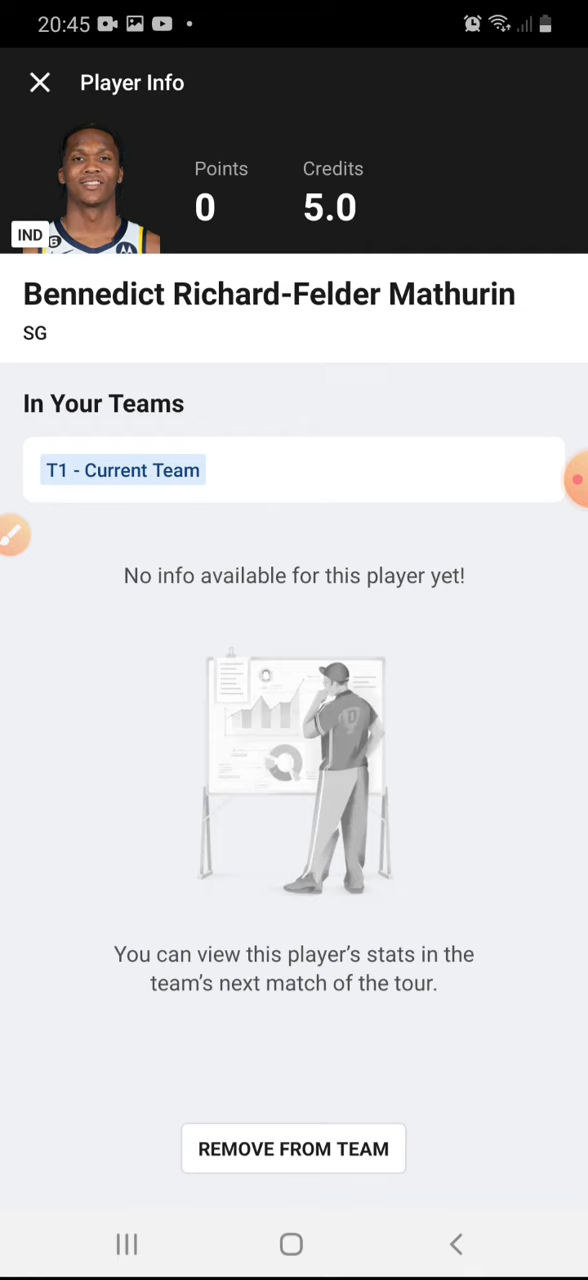 20:45
Player Info
Points
Credits
0
5.0
IND
Bennedict Richard-Felder Mathurin
SG
In Your Teams
T1 - Current Team
No info available for this player yet!
You can view this player's stats in the
team's next match of the tour.
REMOVE FROM TEAM